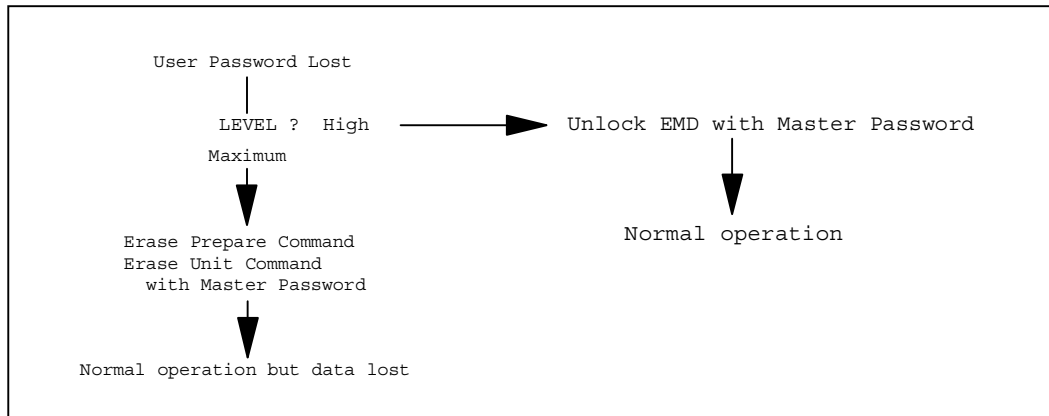 User Password Lost
LEVEL ? High
Unlock EMD with Master Password
Maximum
Normal operation
Erase Prepare Command
Erase Unit Command
with Master Password
Normal operation but data lost